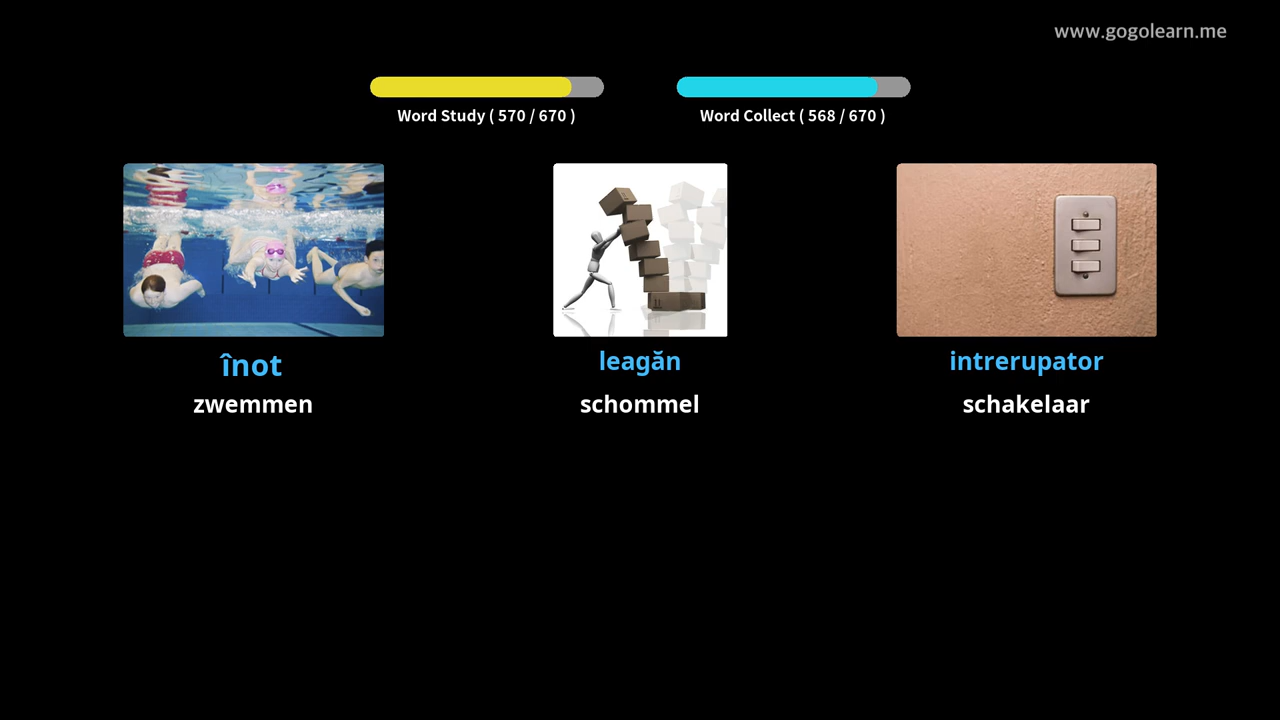 www.gogolearn.me
Word Study ( 570 / 670 )
Word Collect ( 568 / 670 )
înot
leagăn
intrerupator
zwemmen
schommel
schakelaar